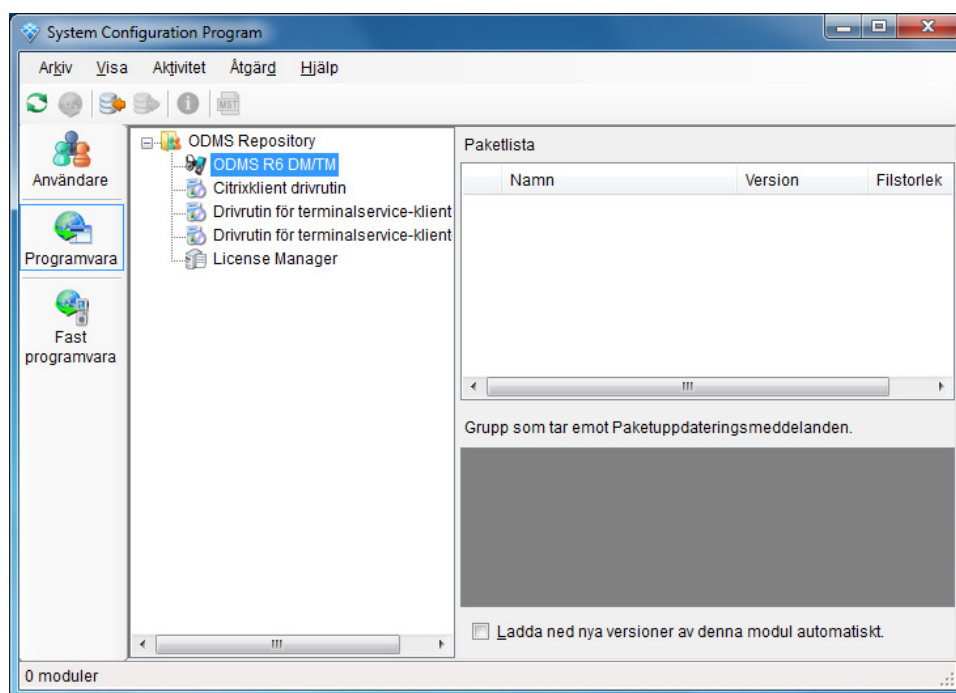 System Configuration Program
Arkiv Visa Aktivitet Åtgärd Hjälp
MST
Användare
Programvara
Fast
programvara
ODMS Repository
ODMS R6 DM/TM
Citrixklient drivrutin
Drivrutin för terminalservice-klient
Drivrutin för terminalservice-klient
License Manager
Paketlista
Namn Version Filstorlek
Grupp som tar emot Paketuppdateringsmeddelanden.
Ladda ned nya versioner av denna modul automatiskt.
0 moduler